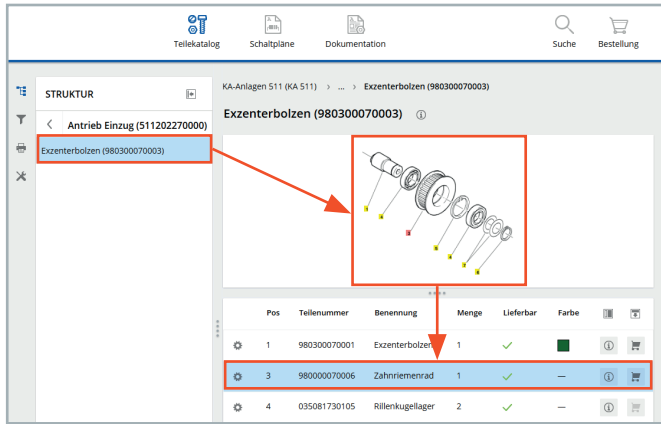 Teilekatalog Schaltpläne Dokumentation Suche Bestellung
STRUKTUR
Antrieb Einzug (511202270000)
Exzenterbolzen (980300070003)
KA-Anlagen 511 (KA 511) › ... › Exzenterbolzen (980300070003)
Exzenterbolzen (980300070003)
Pos Teilenummer Benennung Menge Lieferbar Farbe
1 980300070001 Exzenterbolzen 1
3 980000070006 Zahnriemenrad 1 —
4 035081730105 Rillenkugellager 2 —